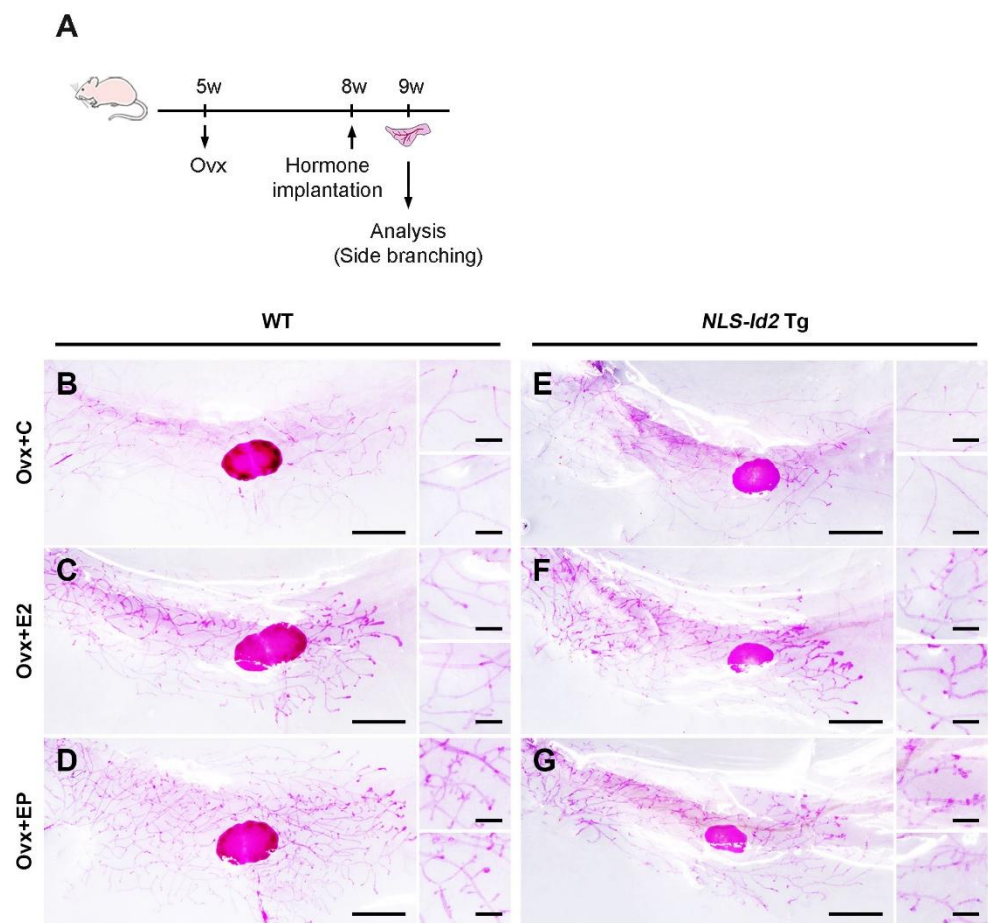 A
5w 8w 9w
Ovx
Hormone
implantation
Analysis
(Side branching)
WT
NLS-Id2 Tg
Ovx+C
B
E
Ovx+E2
C
F
Ovx+EP
D
G